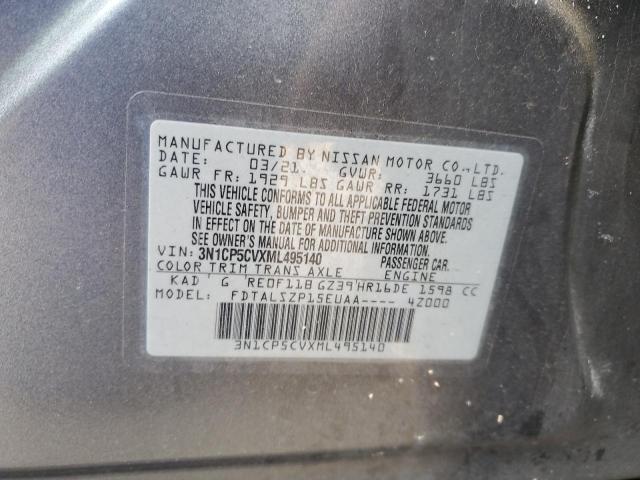 MANUFACTURED BY NISSAN MOTOR CO., LTD.
DATE: 03/21 GVWR: 3660 LBS
GAWR FR: 1929 LBS GAWR RR: 1731 LBS
THIS VEHICLE CONFORMS TO ALL APPLICABLE FEDERAL MOTOR
VEHICLE SAFETY, BUMPER AND THEFT PREVENTION STANDARDS
IN EFFECT ON THE DATE OF MANUFACTURE SHOWN ABOVE.
SEE OWNER'S MANUAL FOR ADDITIONAL INFORMATION.
VIN: 3N1CP5CVXML495140 PASSENGER CAR
COLOR TRIM TRANS AXLE ENGINE
KAD G RE0F11B GZ39 HR16DE 1598 CC
MODEL: FDTALSZP15EUAA---- 4Z000
3N1CP5CVXML495140